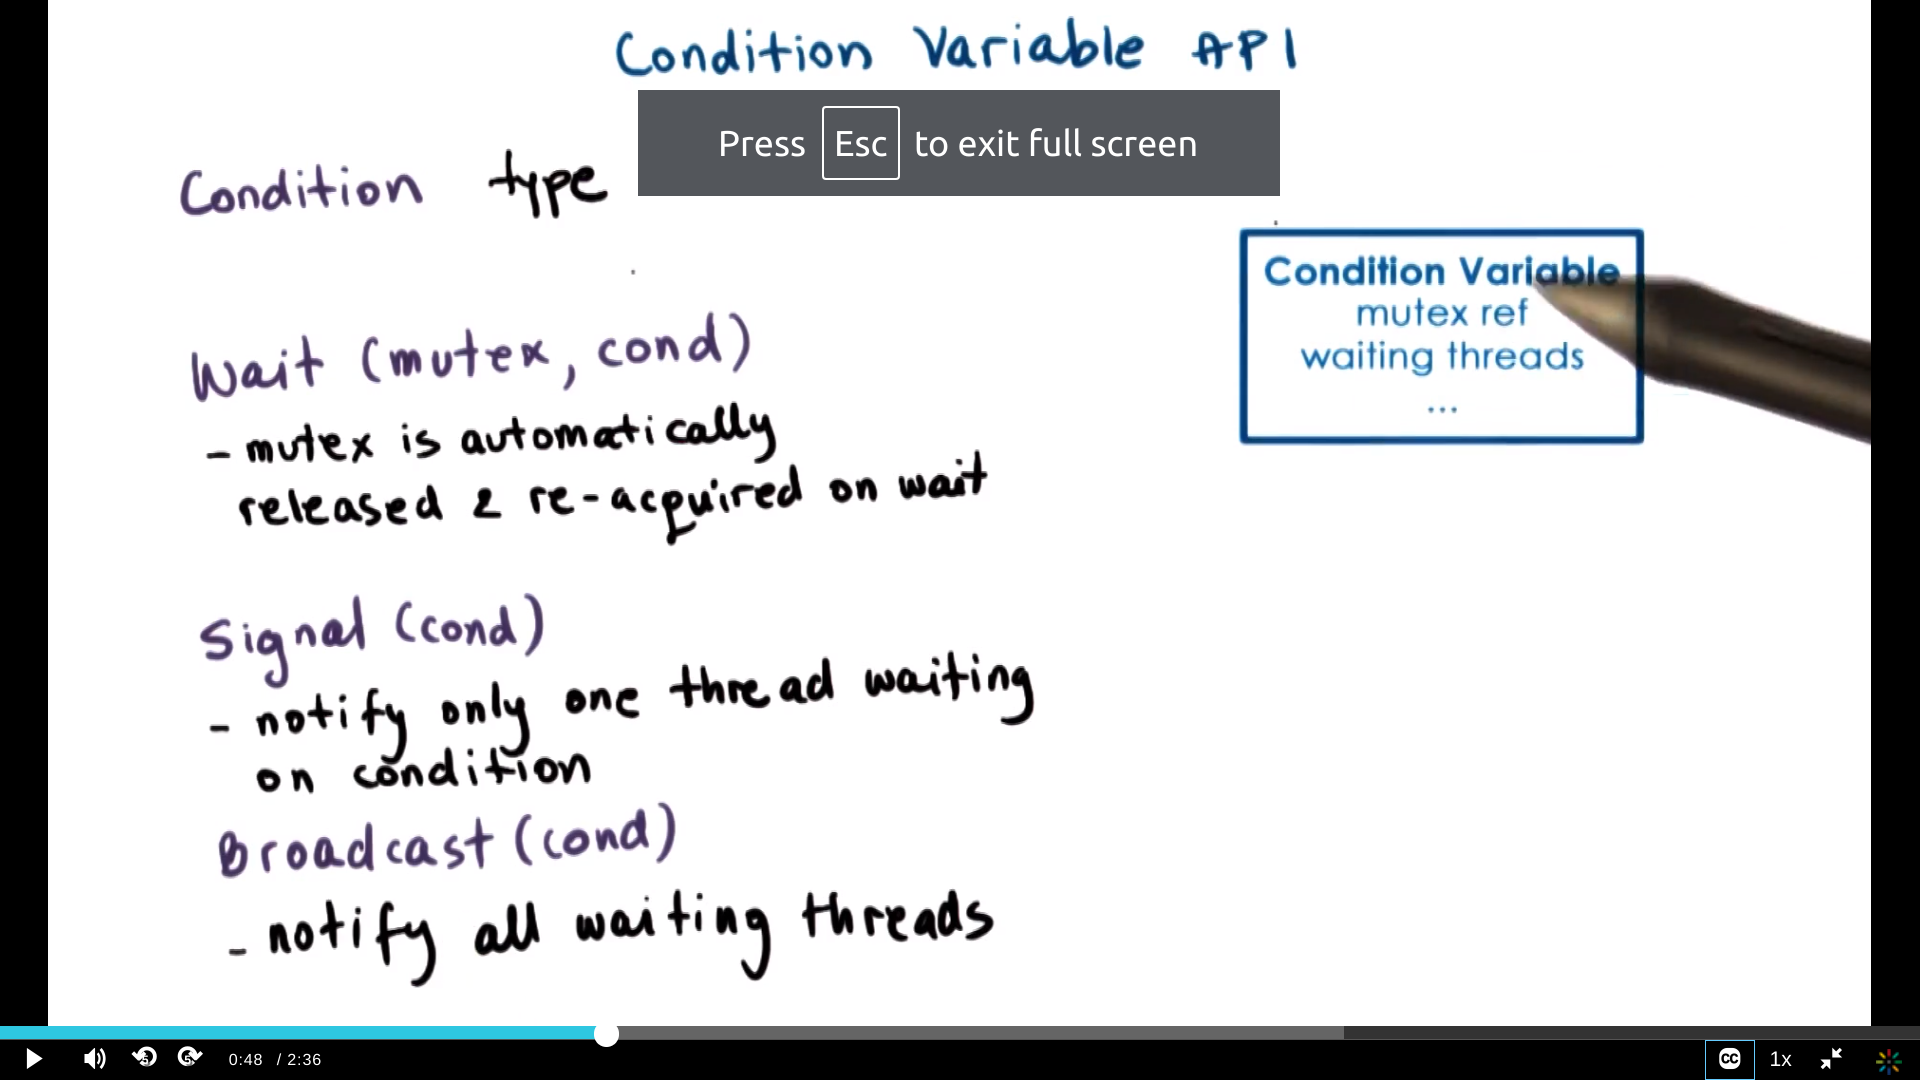 Condition Variable API
Press Esc to exit full screen
Condition type
Condition Variable
mutex ref
waiting threads
...
Wait (mutex, cond)
- mutex is automatically
released & re-acquired on wait
Signal (cond)
- notify only one thread waiting
on condition
Broadcast (cond)
- notify all waiting threads
0:48 / 2:36
CC
1x